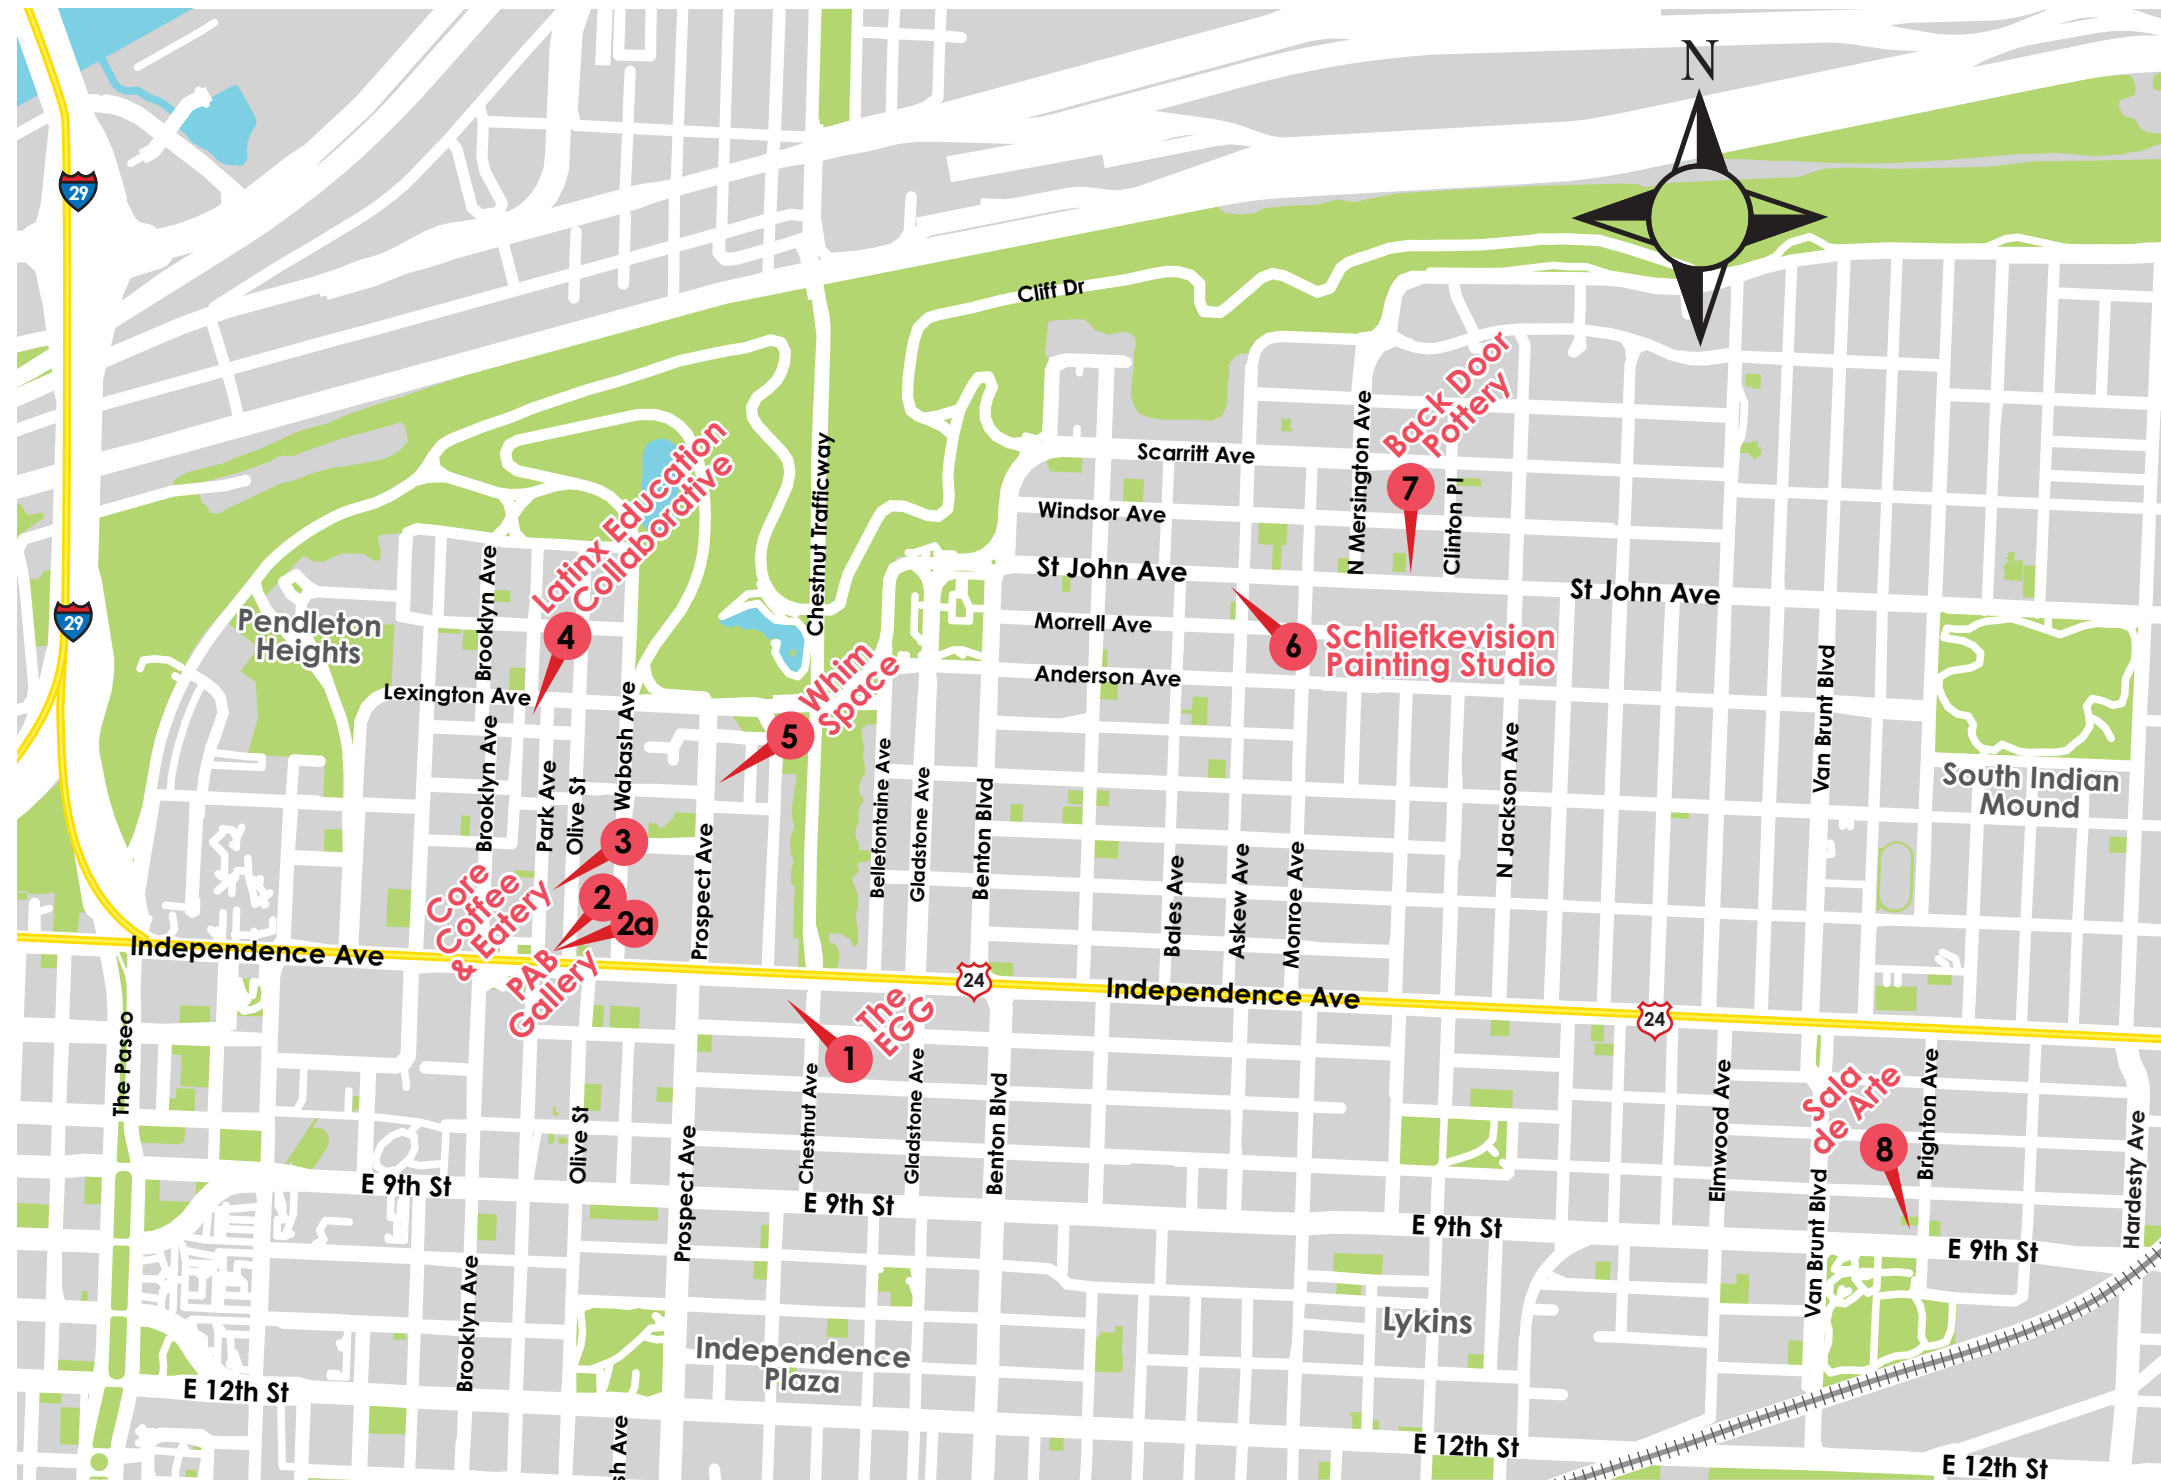 N
29
Cliff Dr
Back Door
Pottery
N Mersington Ave
Scarritt Ave
Latinx Education
Collaborative
Chestnut Trafficway
7
Clinton Pl
Windsor Ave
St John Ave
St John Ave
Brooklyn Ave
29
Pendleton
Heights
4
Morrell Ave
6
Schliefkevision
Painting Studio
Anderson Ave
Lexington Ave
Whim
Space
5
Van Brunt Blvd
Wabash Ave
Brooklyn Ave
Park Ave
Olive St
Bellefontaine Ave
Gladstone Ave
Benton Blvd
N Jackson Ave
South Indian
Mound
3
Prospect Ave
Bales Ave
Askew Ave
Monroe Ave
Core
Coffee
& Eatery
2
2a
Independence Ave
PAB
Gallery
24
Independence Ave
24
The
EGG
1
The Paseo
Chestnut Ave
Gladstone Ave
Benton Blvd
Elmwood Ave
Sala
de Arte
8
Brighton Ave
Olive St
Prospect Ave
Hardesty Ave
E 9th St
E 9th St
E 9th St
E 9th St
Van Brunt Blvd
Brooklyn Ave
Lykins
Independence
Plaza
E 12th St
sh Ave
E 12th St
E 12th St